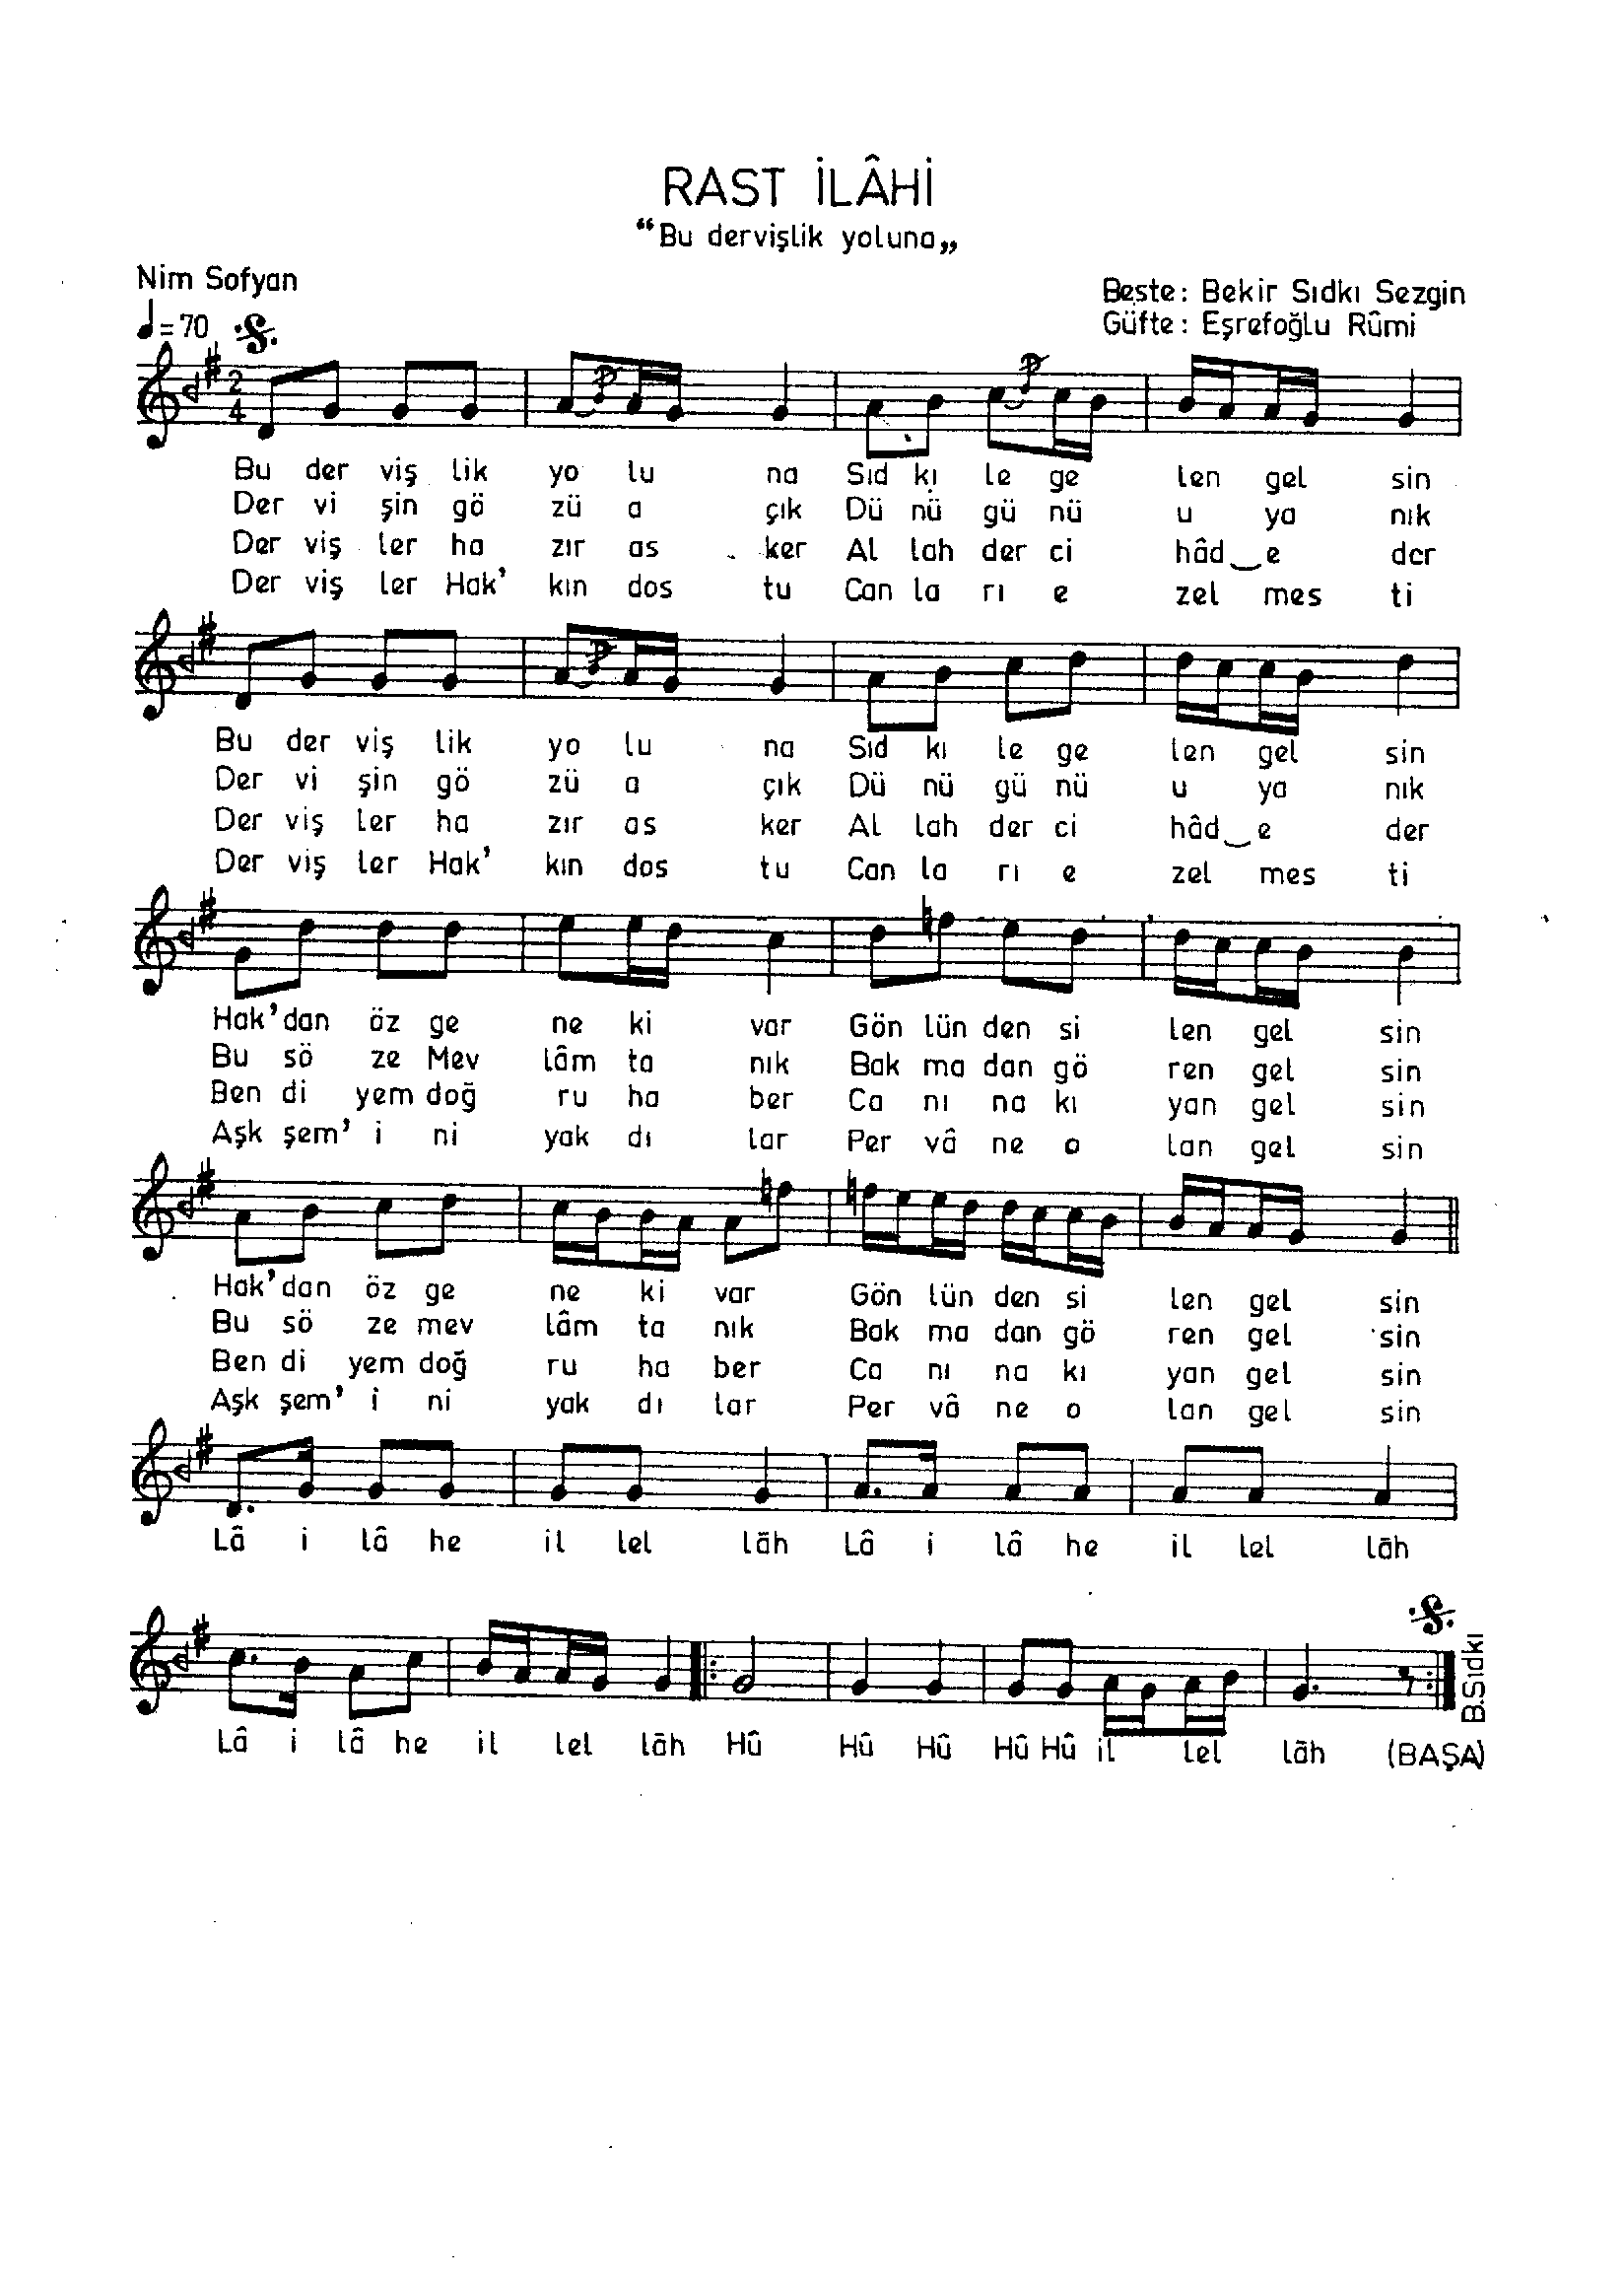 RAST İLÂHİ
“Bu dervişlik yoluna„
Nim Sofyan
Beste: Bekir Sıdkı Sezgin
♩=70
Güfte: Eşrefoğlu Rûmi
2
4
Bu der viş lik yo lu na Sıd kı le ge len gel sin
Der vi şin gö zü a çık Dü nü gü nü u ya nık
Der viş ler ha zır as ker Al lah der ci hâd‿e der
Der viş ler Hak' kın dos tu Can la rı e zel mes ti
Bu der viş lik yo lu na Sıd kı le ge len gel sin
Der vi şin gö zü a çık Dü nü gü nü u ya nık
Der viş ler ha zır as ker Al lah der ci hâd‿e der
Der viş ler Hak' kın dos tu Can la rı e zel mes ti
Hak'dan öz ge ne ki var Gön lün den si len gel sin
Bu sö ze Mev lâm ta nık Bak ma dan gö ren gel sin
Ben di yem doğ ru ha ber Ca nı na kı yan gel sin
Aşk şem' i ni yak dı lar Per vâ ne o lan gel sin
Hak'dan öz ge ne ki var Gön lün den si len gel sin
Bu sö ze mev lâm ta nık Bak ma dan gö ren gel sin
Ben di yem doğ ru ha ber Ca nı na kı yan gel sin
Aşk şem' i ni yak dı lar Per vâ ne o lan gel sin
Lâ i lâ he il lel lāh Lâ i lâ he il lel lāh
Lâ i lâ he il lel lāh Hû Hû Hû Hû Hû il lel lāh (BAŞA)
B.Sıdkı